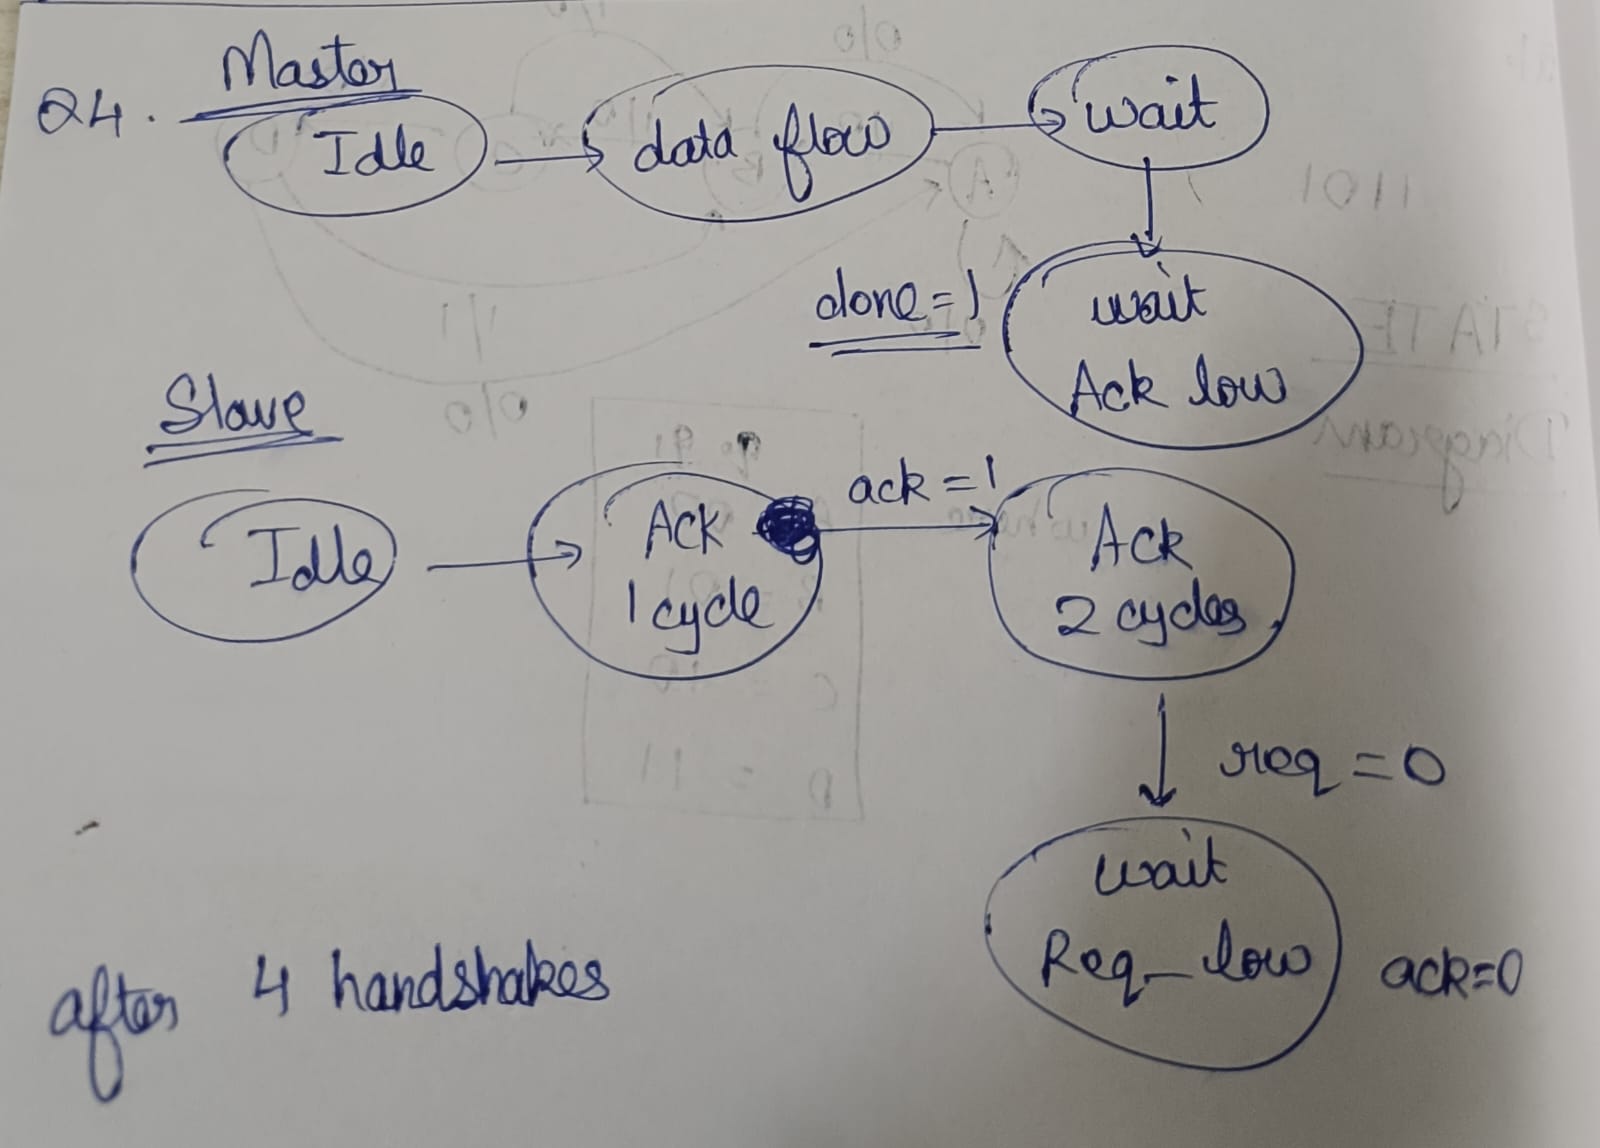 Q4. Master
Idle
data flow
wait
done=1
wait
Ack low
Slave
Idle
Ack
1 cycle
ack=1
Ack
2 cycles
req=0
wait
Req_low
ack=0
after 4 handshakes